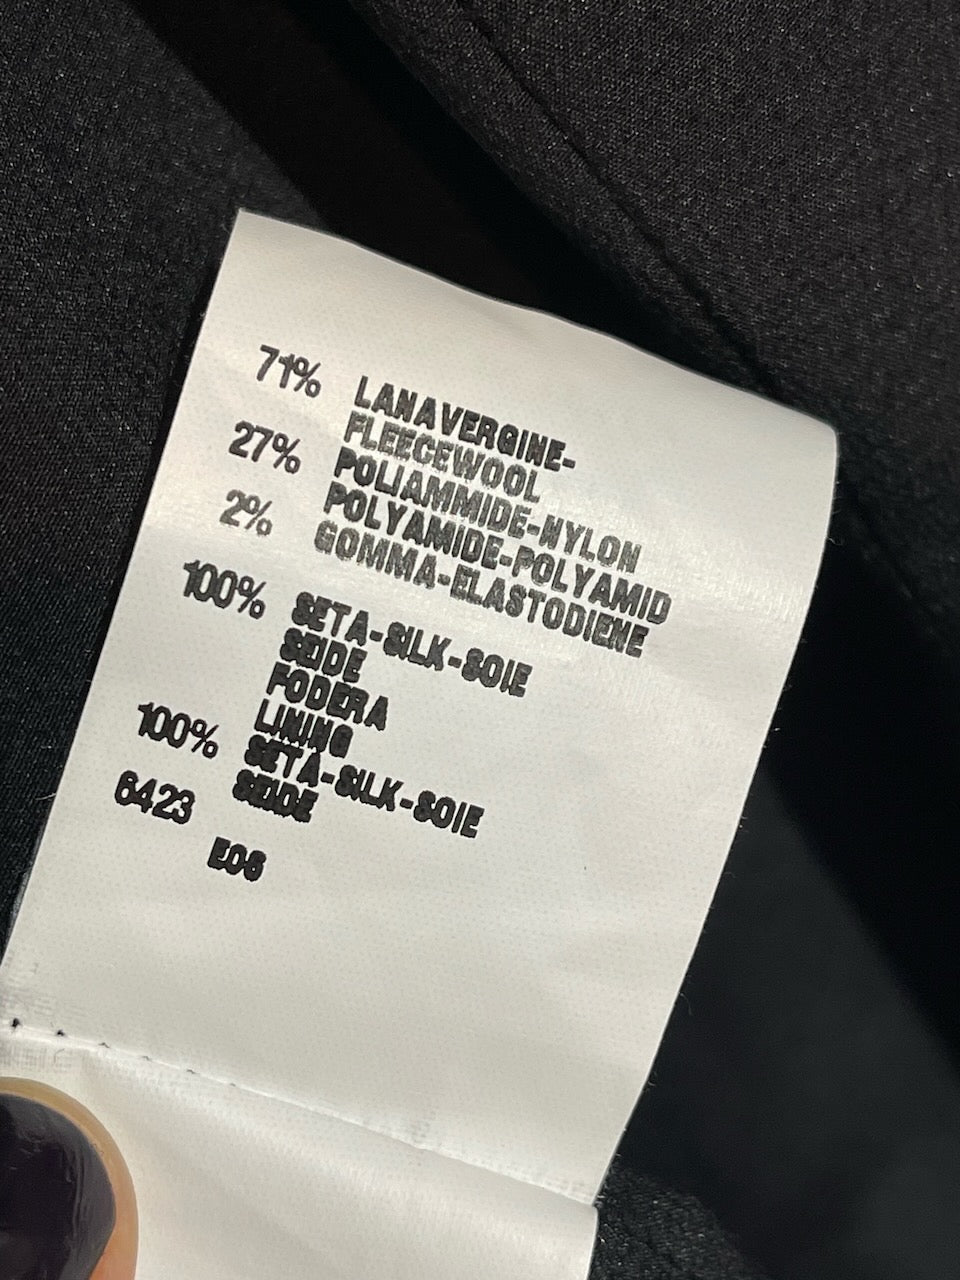 71% LANAVERGINE-
FLEECEWOOL
27% POLIAMMIDE-NYLON
POLYAMIDE-POLYAMID
2% GOMMA-ELASTODIENE
100% SETA-SILK-SOIE
SEIDE
FODERA
LINING
100% SETA-SILK-SOIE
SEIDE
6423
E06